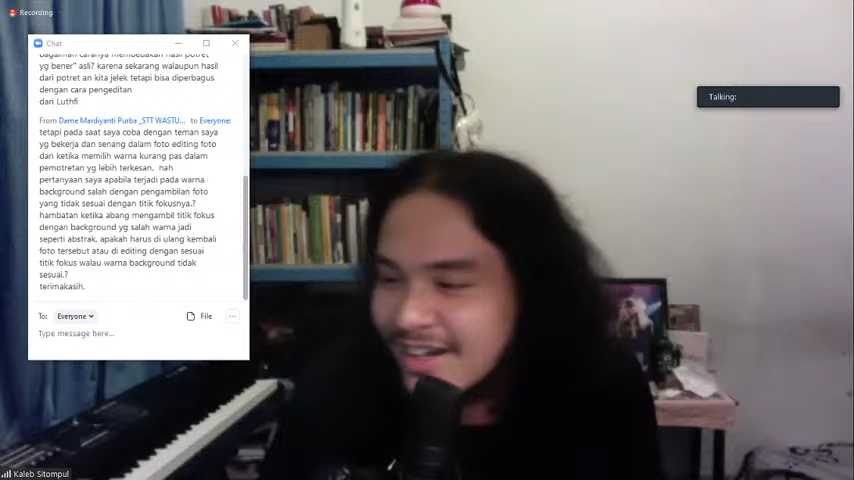 Recording
Chat
bagaiman caranya membedakan hasil potret
yg bener" asli? karena sekarang walaupun hasil
dari potret an kita jelek tetapi bisa diperbagus
dengan cara pengeditan
dari Luthfi
From Dame Mardiyanti Purba _STT WASTU... to Everyone:
tetapi pada saat saya coba dengan teman saya
yg bekerja dan senang dalam foto editing foto
dan ketika memilih warna kurang pas dalam
pemotretan yg lebih terkesan. nah
pertanyaan saya apabila terjadi pada warna
background salah dengan pengambilan foto
yang tidak sesuai dengan titik fokusnya.?
hambatan ketika abang mengambil titik fokus
dengan background yg salah warna jadi
seperti abstrak, apakah harus di ulang kembali
foto tersebut atau di editing dengan sesuai
titik fokus walau warna background tidak
sesuai.?
terimakasih.
To: Everyone
File
Type message here...
Talking:
Kaleb Sitompul